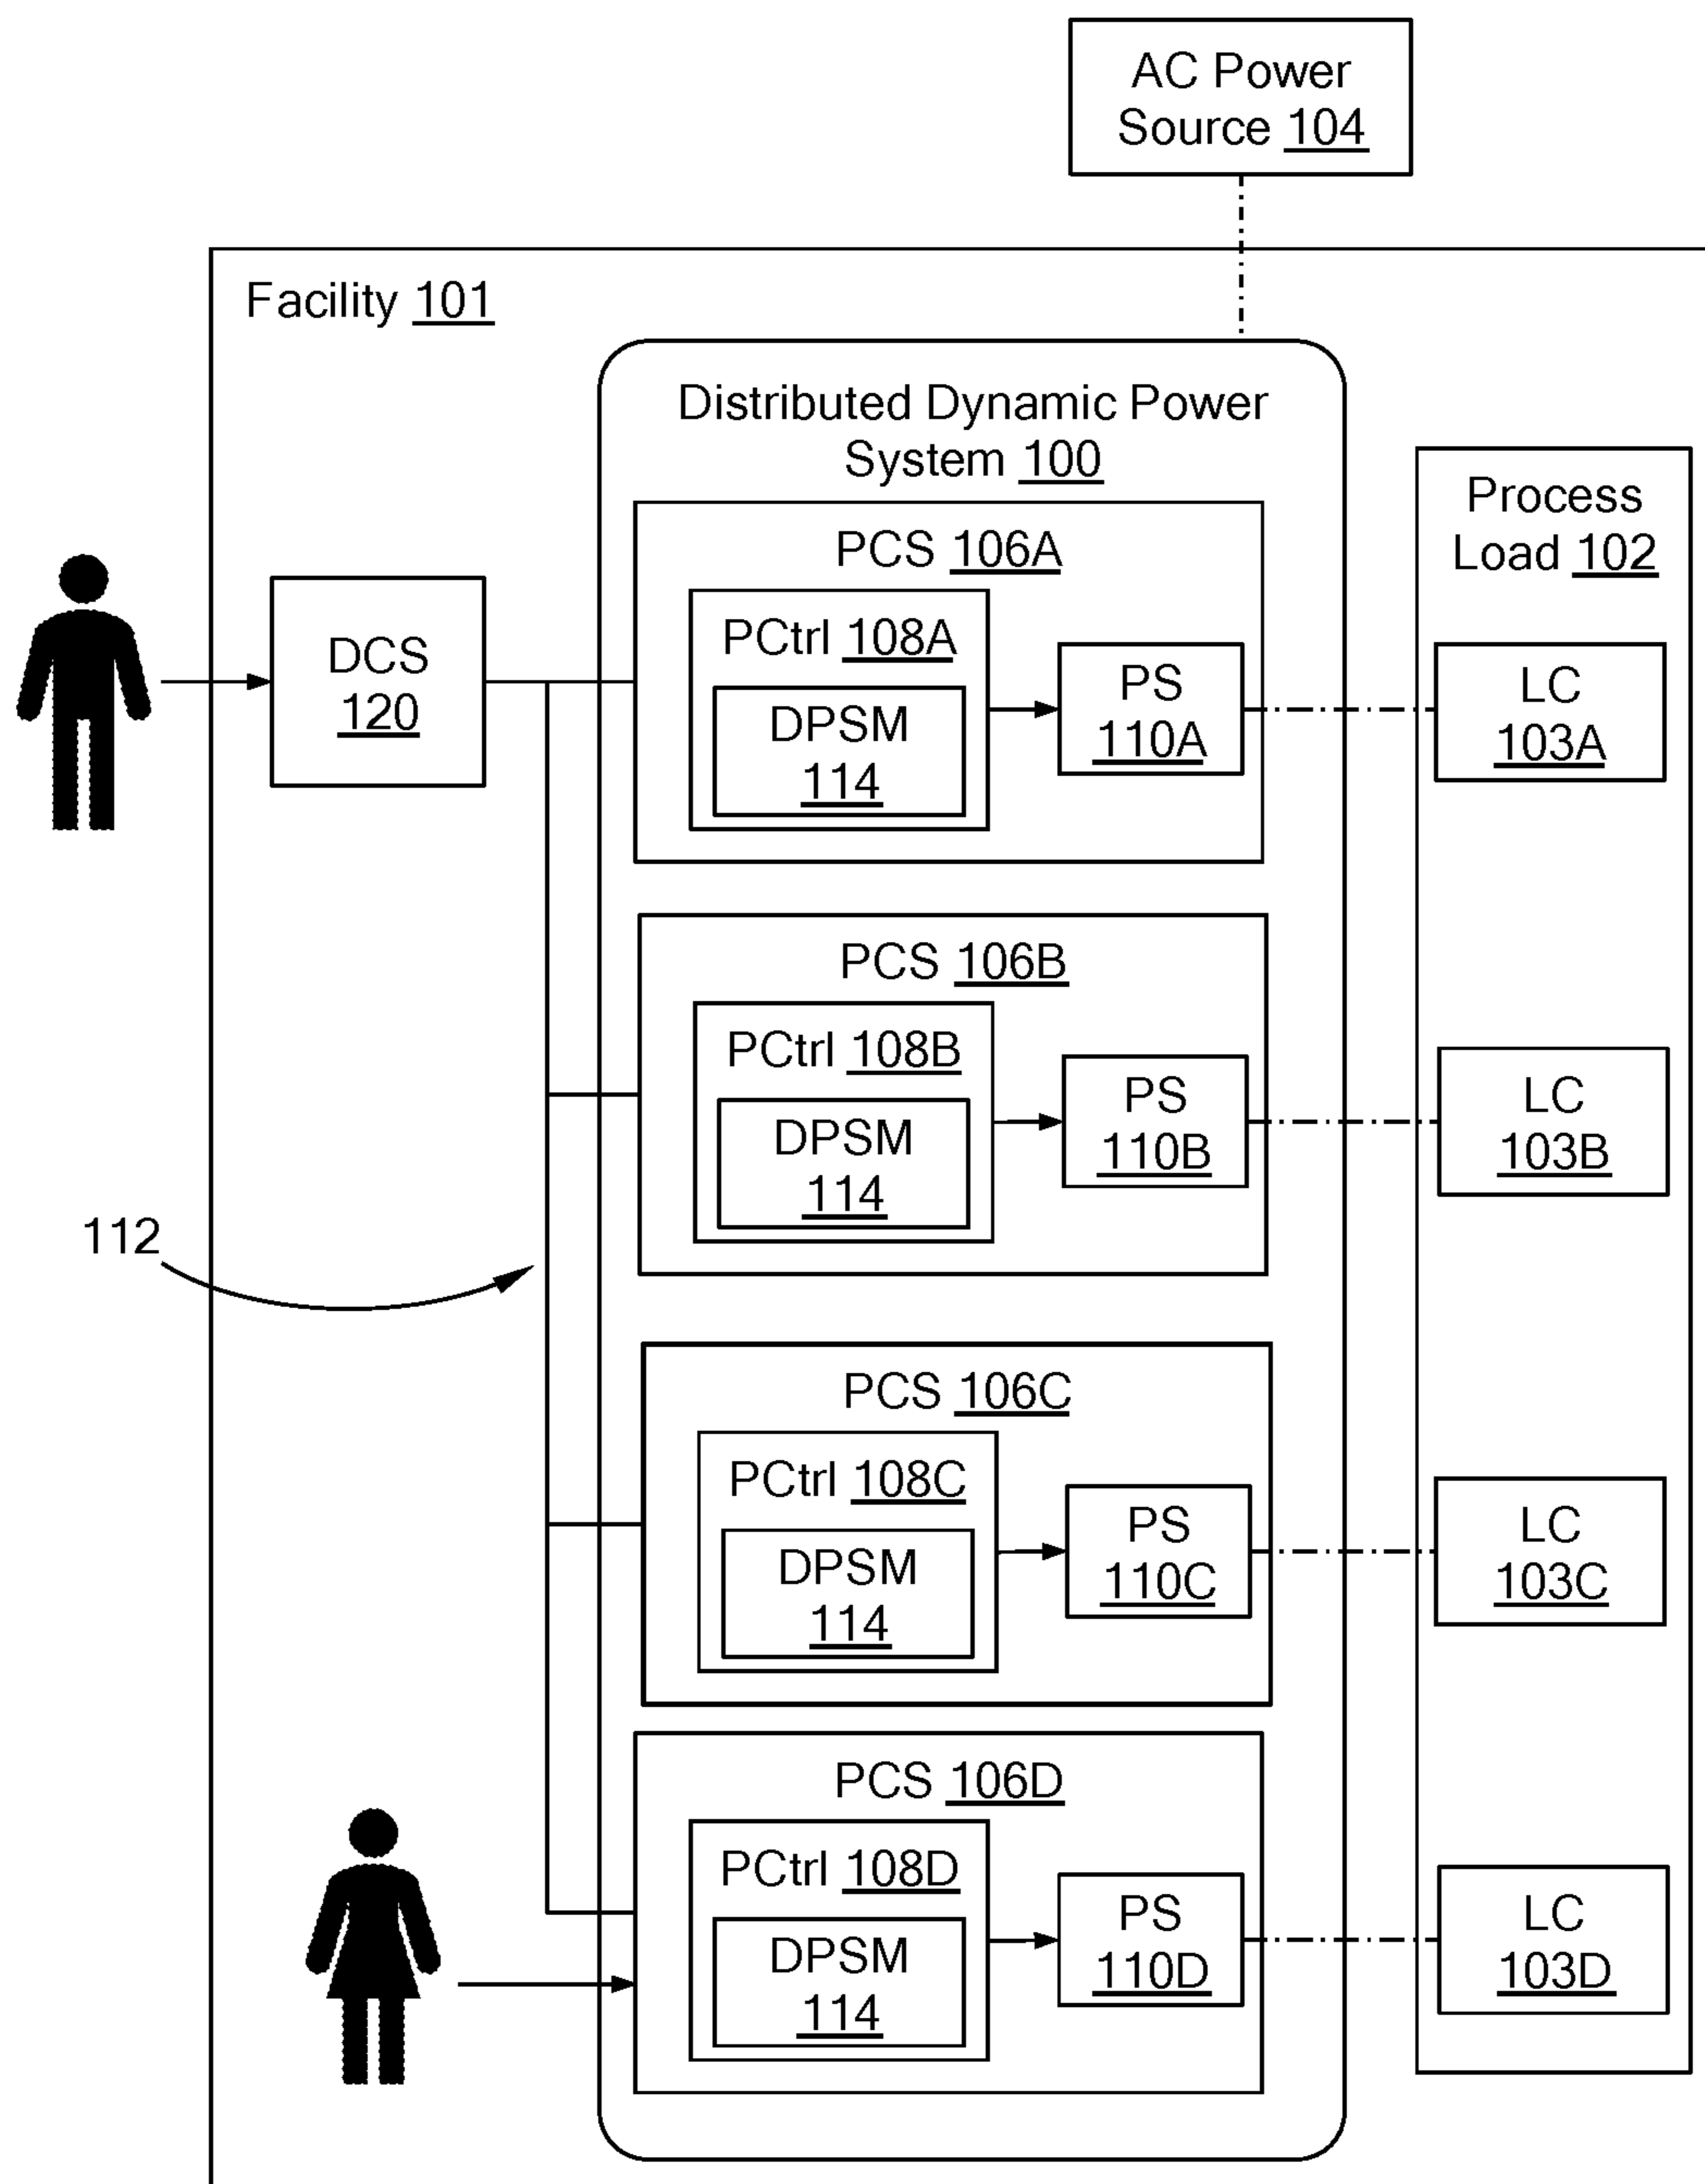 AC Power
Source 104
Facility 101
Distributed Dynamic Power
System 100
Process
Load 102
PCS 106A
PCtrl 108A
DPSM
114
PS
110A
LC
103A
DCS
120
PCS 106B
PCtrl 108B
DPSM
114
PS
110B
LC
103B
112
PCS 106C
PCtrl 108C
DPSM
114
PS
110C
LC
103C
PCS 106D
PCtrl 108D
DPSM
114
PS
110D
LC
103D